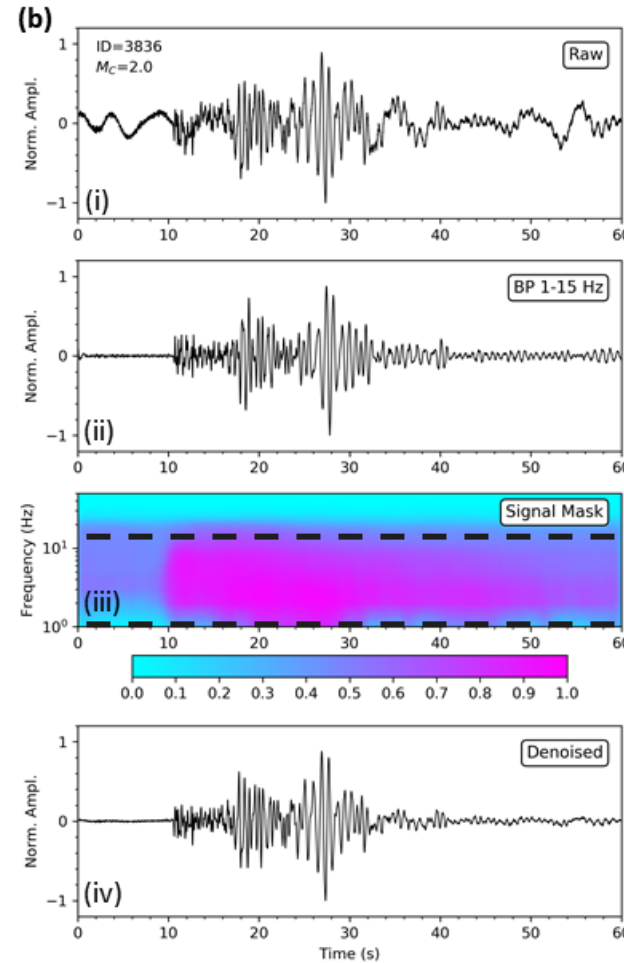 (b)
ID=3836
M_C=2.0
Raw
Norm. Ampl.
1
0
−1
(i)
0 10 20 30 40 50 60
BP 1-15 Hz
Norm. Ampl.
1
0
−1
(ii)
0 10 20 30 40 50 60
Signal Mask
Frequency (Hz)
10¹
10⁰
(iii)
0 10 20 30 40 50 60
0.0 0.1 0.2 0.3 0.4 0.5 0.6 0.7 0.8 0.9 1.0
Denoised
Norm. Ampl.
1
0
−1
(iv)
0 10 20 30 40 50 60
Time (s)